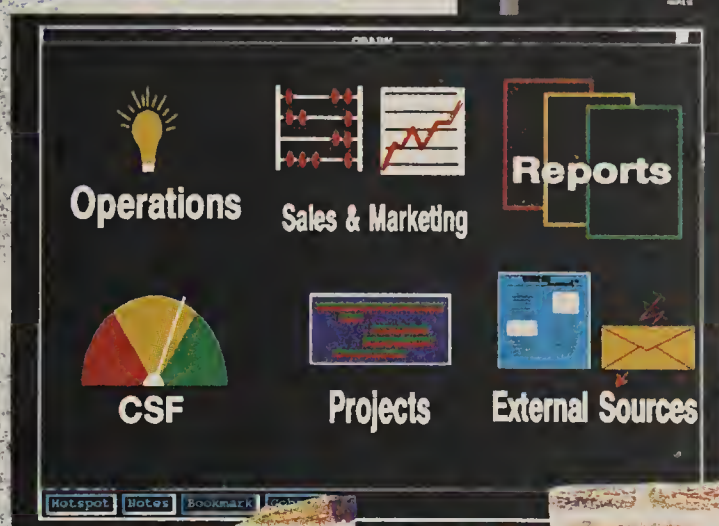 Operations
Sales & Marketing
Reports
CSF
Projects
External Sources
Hotspot Notes Bookmark